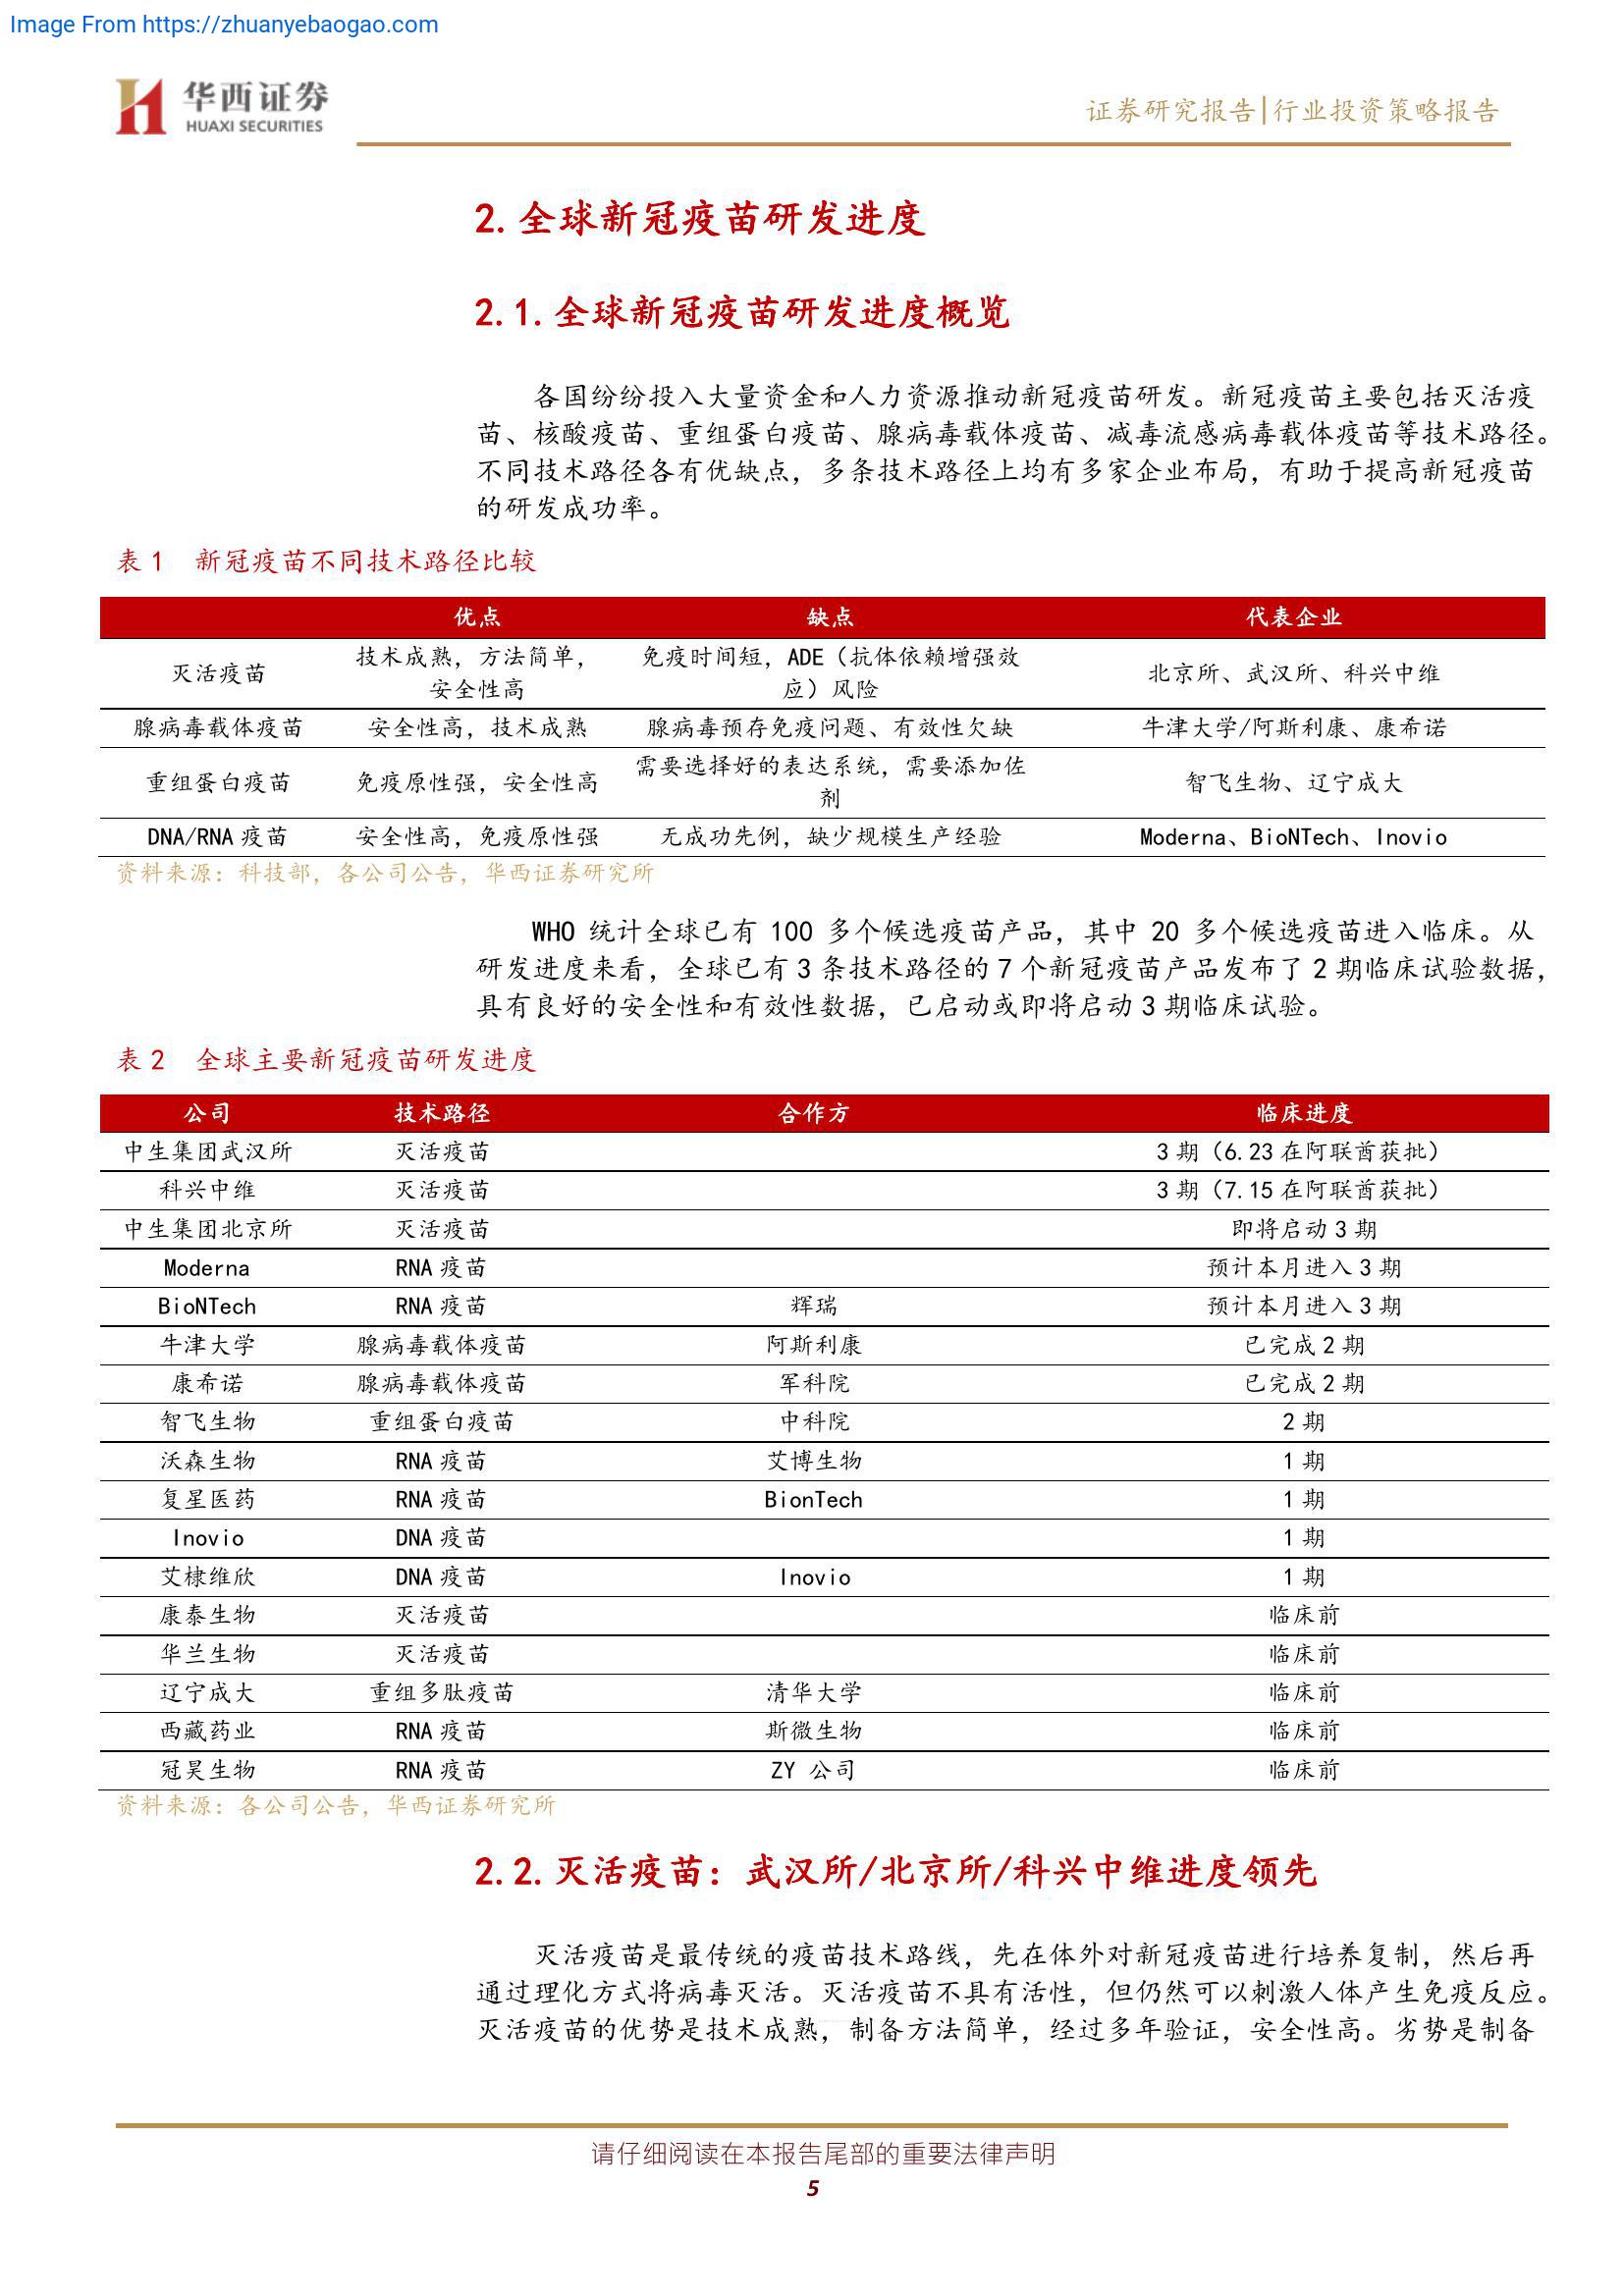 Image From https://zhuanyebaogao.com
华西证券
HUAXI SECURITIES
证券研究报告|行业投资策略报告
2. 全球新冠疫苗研发进度
2.1. 全球新冠疫苗研发进度概览
各国纷纷投入大量资金和人力资源推动新冠疫苗研发。新冠疫苗主要包括灭活疫
苗、核酸疫苗、重组蛋白疫苗、腺病毒载体疫苗、减毒流感病毒载体疫苗等技术路径。
不同技术路径各有优缺点，多条技术路径上均有多家企业布局，有助于提高新冠疫苗
的研发成功率。
表 1 新冠疫苗不同技术路径比较
优点 缺点 代表企业
灭活疫苗 技术成熟，方法简单，安全性高 免疫时间短，ADE（抗体依赖增强效应）风险 北京所、武汉所、科兴中维
腺病毒载体疫苗 安全性高，技术成熟 腺病毒预存免疫问题、有效性欠缺 牛津大学/阿斯利康、康希诺
重组蛋白疫苗 免疫原性强，安全性高 需要选择好的表达系统，需要添加佐剂 智飞生物、辽宁成大
DNA/RNA 疫苗 安全性高，免疫原性强 无成功先例，缺少规模生产经验 Moderna、BioNTech、Inovio
资料来源：科技部，各公司公告，华西证券研究所
WHO 统计全球已有 100 多个候选疫苗产品，其中 20 多个候选疫苗进入临床。从
研发进度来看，全球已有 3 条技术路径的 7 个新冠疫苗产品发布了 2 期临床试验数据，
具有良好的安全性和有效性数据，已启动或即将启动 3 期临床试验。
表 2 全球主要新冠疫苗研发进度
公司 技术路径 合作方 临床进度
中生集团武汉所 灭活疫苗 3 期（6.23 在阿联酋获批）
科兴中维 灭活疫苗 3 期（7.15 在阿联酋获批）
中生集团北京所 灭活疫苗 即将启动 3 期
Moderna RNA 疫苗 预计本月进入 3 期
BioNTech RNA 疫苗 辉瑞 预计本月进入 3 期
牛津大学 腺病毒载体疫苗 阿斯利康 已完成 2 期
康希诺 腺病毒载体疫苗 军科院 已完成 2 期
智飞生物 重组蛋白疫苗 中科院 2 期
沃森生物 RNA 疫苗 艾博生物 1 期
复星医药 RNA 疫苗 BionTech 1 期
Inovio DNA 疫苗 1 期
艾棣维欣 DNA 疫苗 Inovio 1 期
康泰生物 灭活疫苗 临床前
华兰生物 灭活疫苗 临床前
辽宁成大 重组多肽疫苗 清华大学 临床前
西藏药业 RNA 疫苗 斯微生物 临床前
冠昊生物 RNA 疫苗 ZY 公司 临床前
资料来源：各公司公告，华西证券研究所
2.2. 灭活疫苗：武汉所/北京所/科兴中维进度领先
灭活疫苗是最传统的疫苗技术路线，先在体外对新冠疫苗进行培养复制，然后再
通过理化方式将病毒灭活。灭活疫苗不具有活性，但仍然可以刺激人体产生免疫反应。
灭活疫苗的优势是技术成熟，制备方法简单，经过多年验证，安全性高。劣势是制备
请仔细阅读在本报告尾部的重要法律声明
5